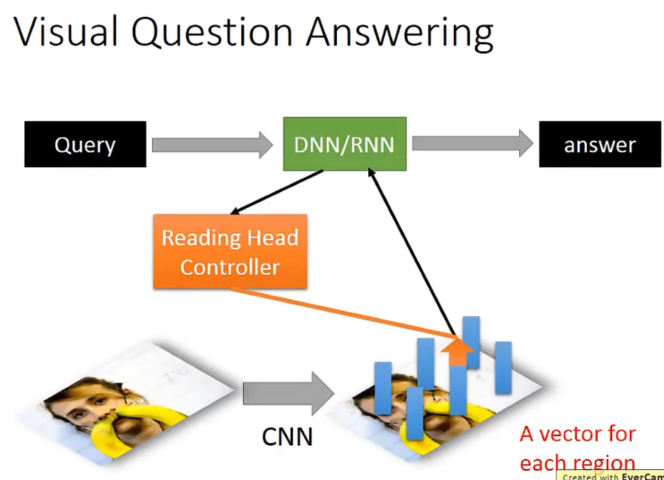 Visual Question Answering
Query
DNN/RNN
answer
Reading Head
Controller
CNN
A vector for
each region
Created with EverCam